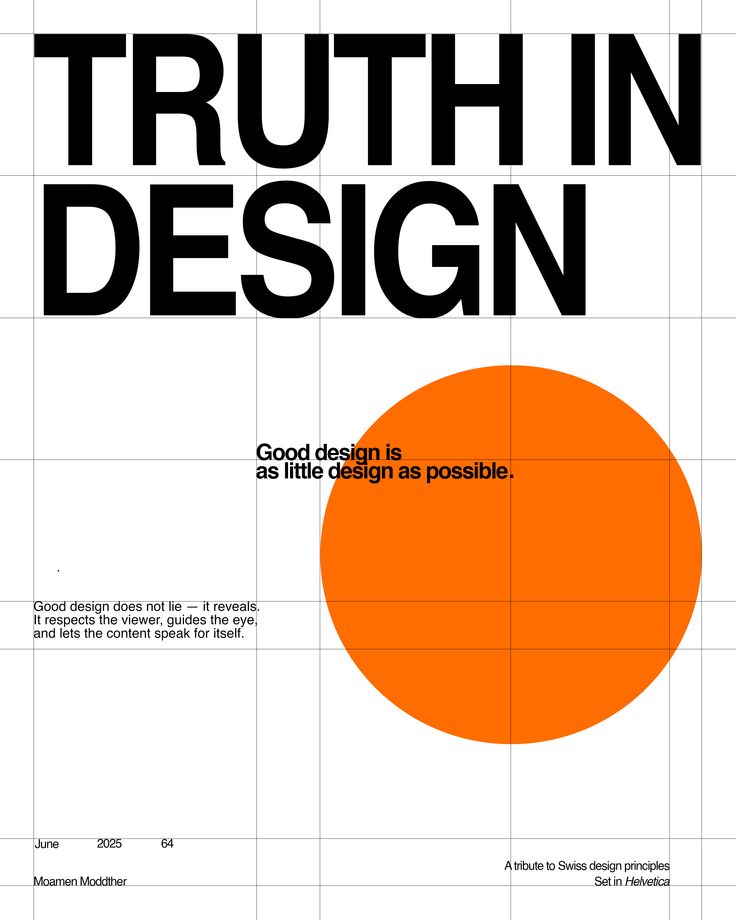 TRUTH IN
DESIGN
Good design is
as little design as possible.
.
Good design does not lie — it reveals.
It respects the viewer, guides the eye,
and lets the content speak for itself.
June 2025 64
A tribute to Swiss design principles
Moamen Moddther
Set in Helvetica